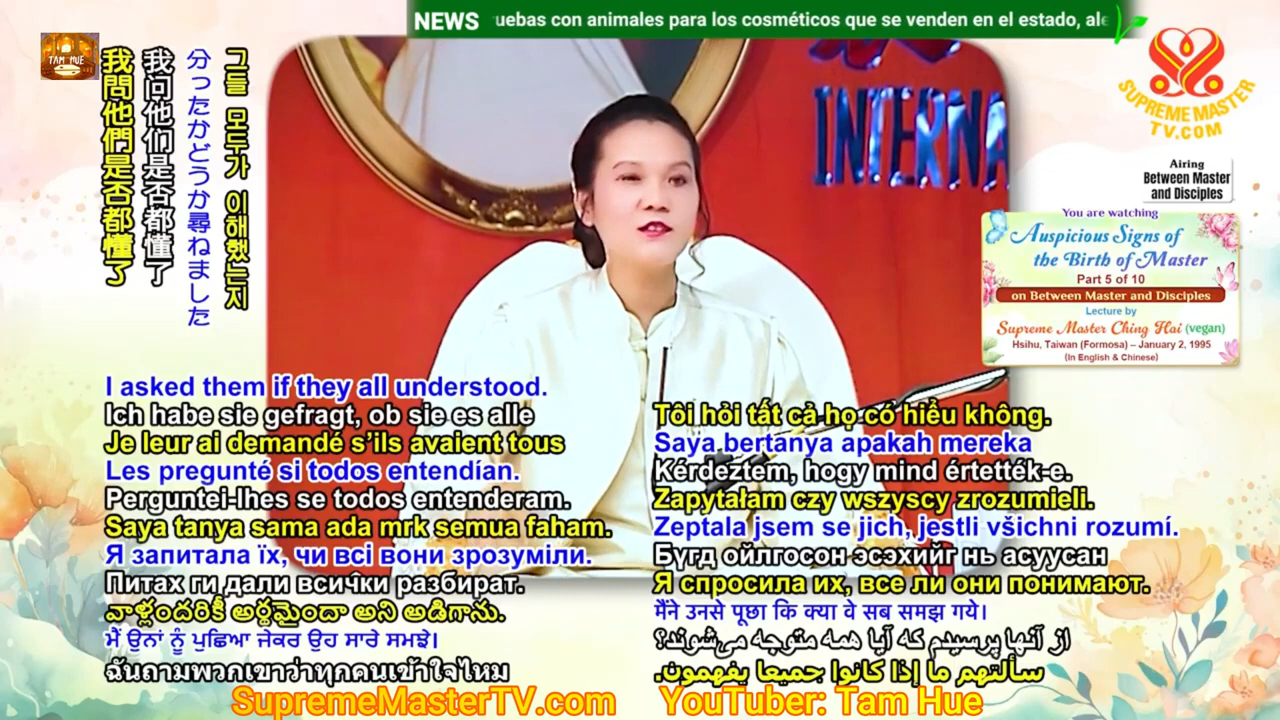 NEWS
uebas con animales para los cosméticos que se venden en el estado, ale
TAM HUE
我問他們是否都懂了
我问他们是否都懂了
分ったかどうか尋ねました
그들 모두가 이해했는지
INTERNA
SUPREME MASTER
TV.COM
Airing
Between Master
and Disciples
You are watching
Auspicious Signs of
the Birth of Master
Part 5 of 10
on Between Master and Disciples
Lecture by
Supreme Master Ching Hai (vegan)
Hsihu, Taiwan (Formosa) – January 2, 1995
(In English & Chinese)
I asked them if they all understood.
Ich habe sie gefragt, ob sie es alle
Je leur ai demandé s’ils avaient tous
Les pregunté si todos entendían.
Perguntei-lhes se todos entenderam.
Saya tanya sama ada mrk semua faham.
Я запитала їх, чи всі вони зрозуміли.
Питах ги дали всички разбират.
వాళ్లందరికీ అర్థమైందా అని అడిగాను.
ਮੈਂ ਉਨਾਂ ਨੂੰ ਪੁਛਿਆ ਜੇਕਰ ਉਹ ਸਾਰੇ ਸਮਝੇ।
ฉันถามพวกเขาว่าทุกคนเข้าใจไหม
Tôi hỏi tất cả họ có hiểu không.
Saya bertanya apakah mereka
Kérdeztem, hogy mind értették-e.
Zapytałam czy wszyscy zrozumieli.
Zeptala jsem se jich, jestli všichni rozumí.
Бүгд ойлгосон эсэхийг нь асуусан
Я спросила их, все ли они понимают.
मैंने उनसे पूछा कि क्या वे सब समझ गये।
از آنها پرسیدم که آیا همه متوجه می‌شوند؟
سألتهم ما إذا كانوا جميعا يفهمون.
SupremeMasterTV.com
YouTuber: Tam Hue